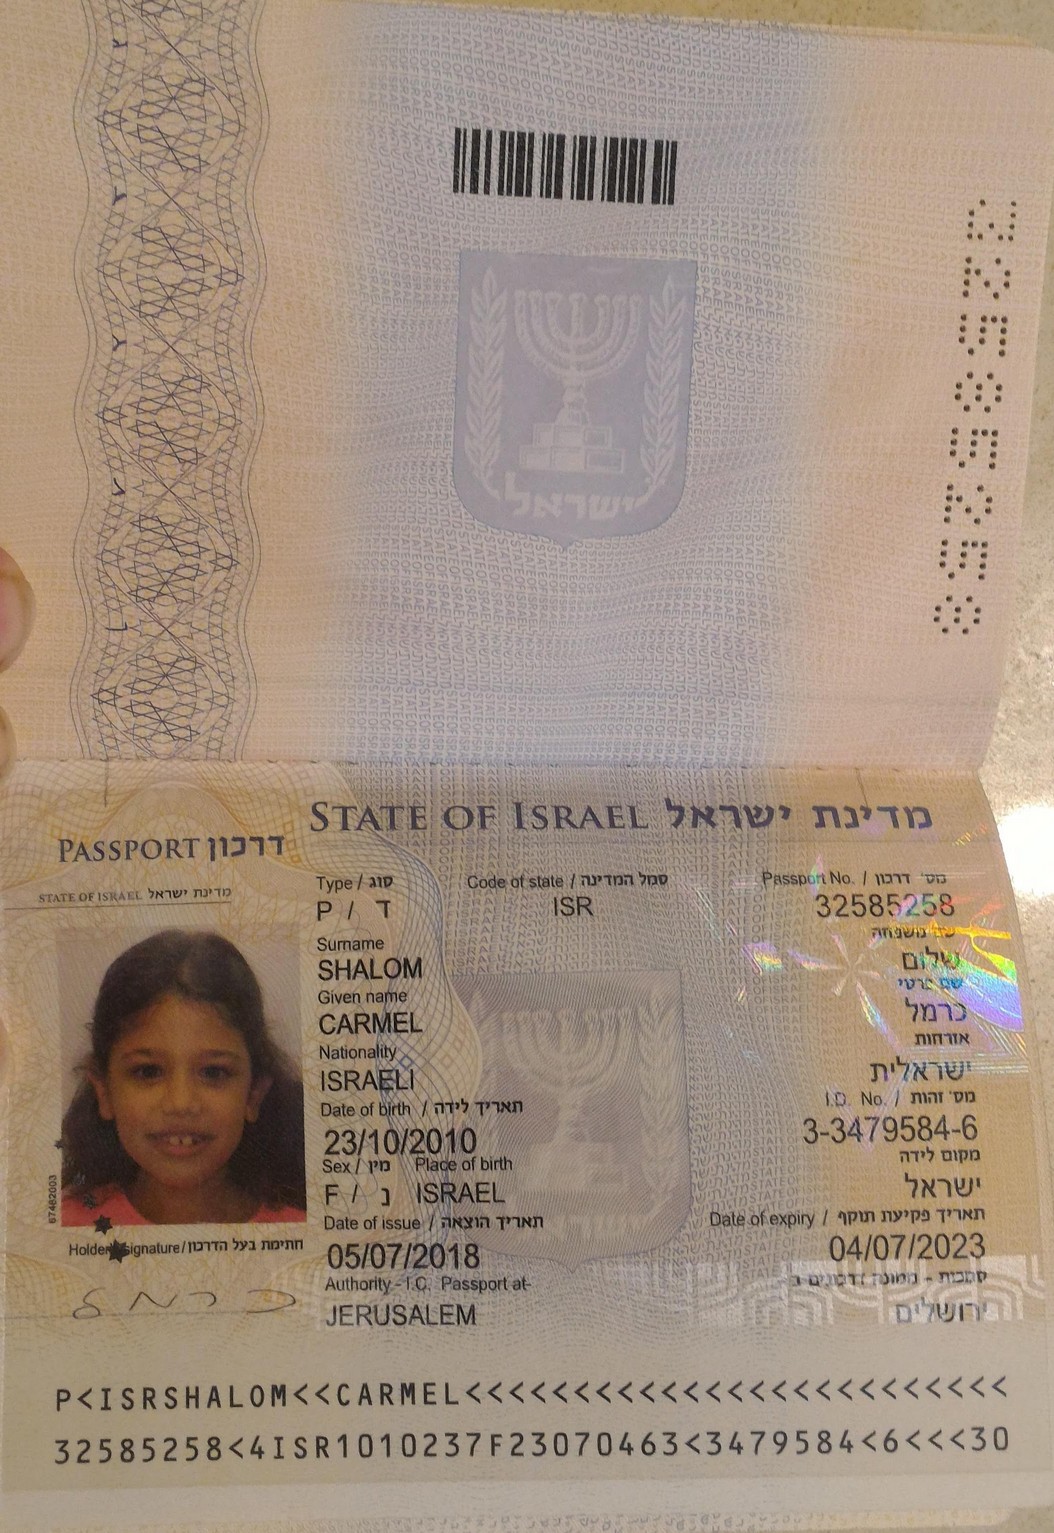 ישראל
32585258
STATE OF ISRAEL מדינת ישראל
PASSPORT דרכון
STATE OF ISRAEL מדינת ישראל
Type / סוג Code of state / סמל המדינה Passport No. / מס' דרכון
P / ד ISR 32585258
Surname שם משפחה
SHALOM שלום
Given name שם פרטי
CARMEL כרמל
Nationality אזרחות
ISRAELI ישראלית
Date of birth / תאריך לידה I.D. No. / מס' זהות
23/10/2010 3-3479584-6
Sex / מין Place of birth מקום לידה
F / נ ISRAEL ישראל
Date of issue / תאריך הוצאה Date of expiry / תאריך פקיעת תוקף
05/07/2018 04/07/2023
Authority - I.C. Passport at- סמכות - ממונה דרכונים ב
JERUSALEM ירושלים
67462003
Holder's signature / חתימת בעל הדרכון
כרמל
P<ISRSHALOM<<CARMEL<<<<<<<<<<<<<<<<<<<<<<<<<
32585258<4ISR1010237F23070463<3479584<6<<<30